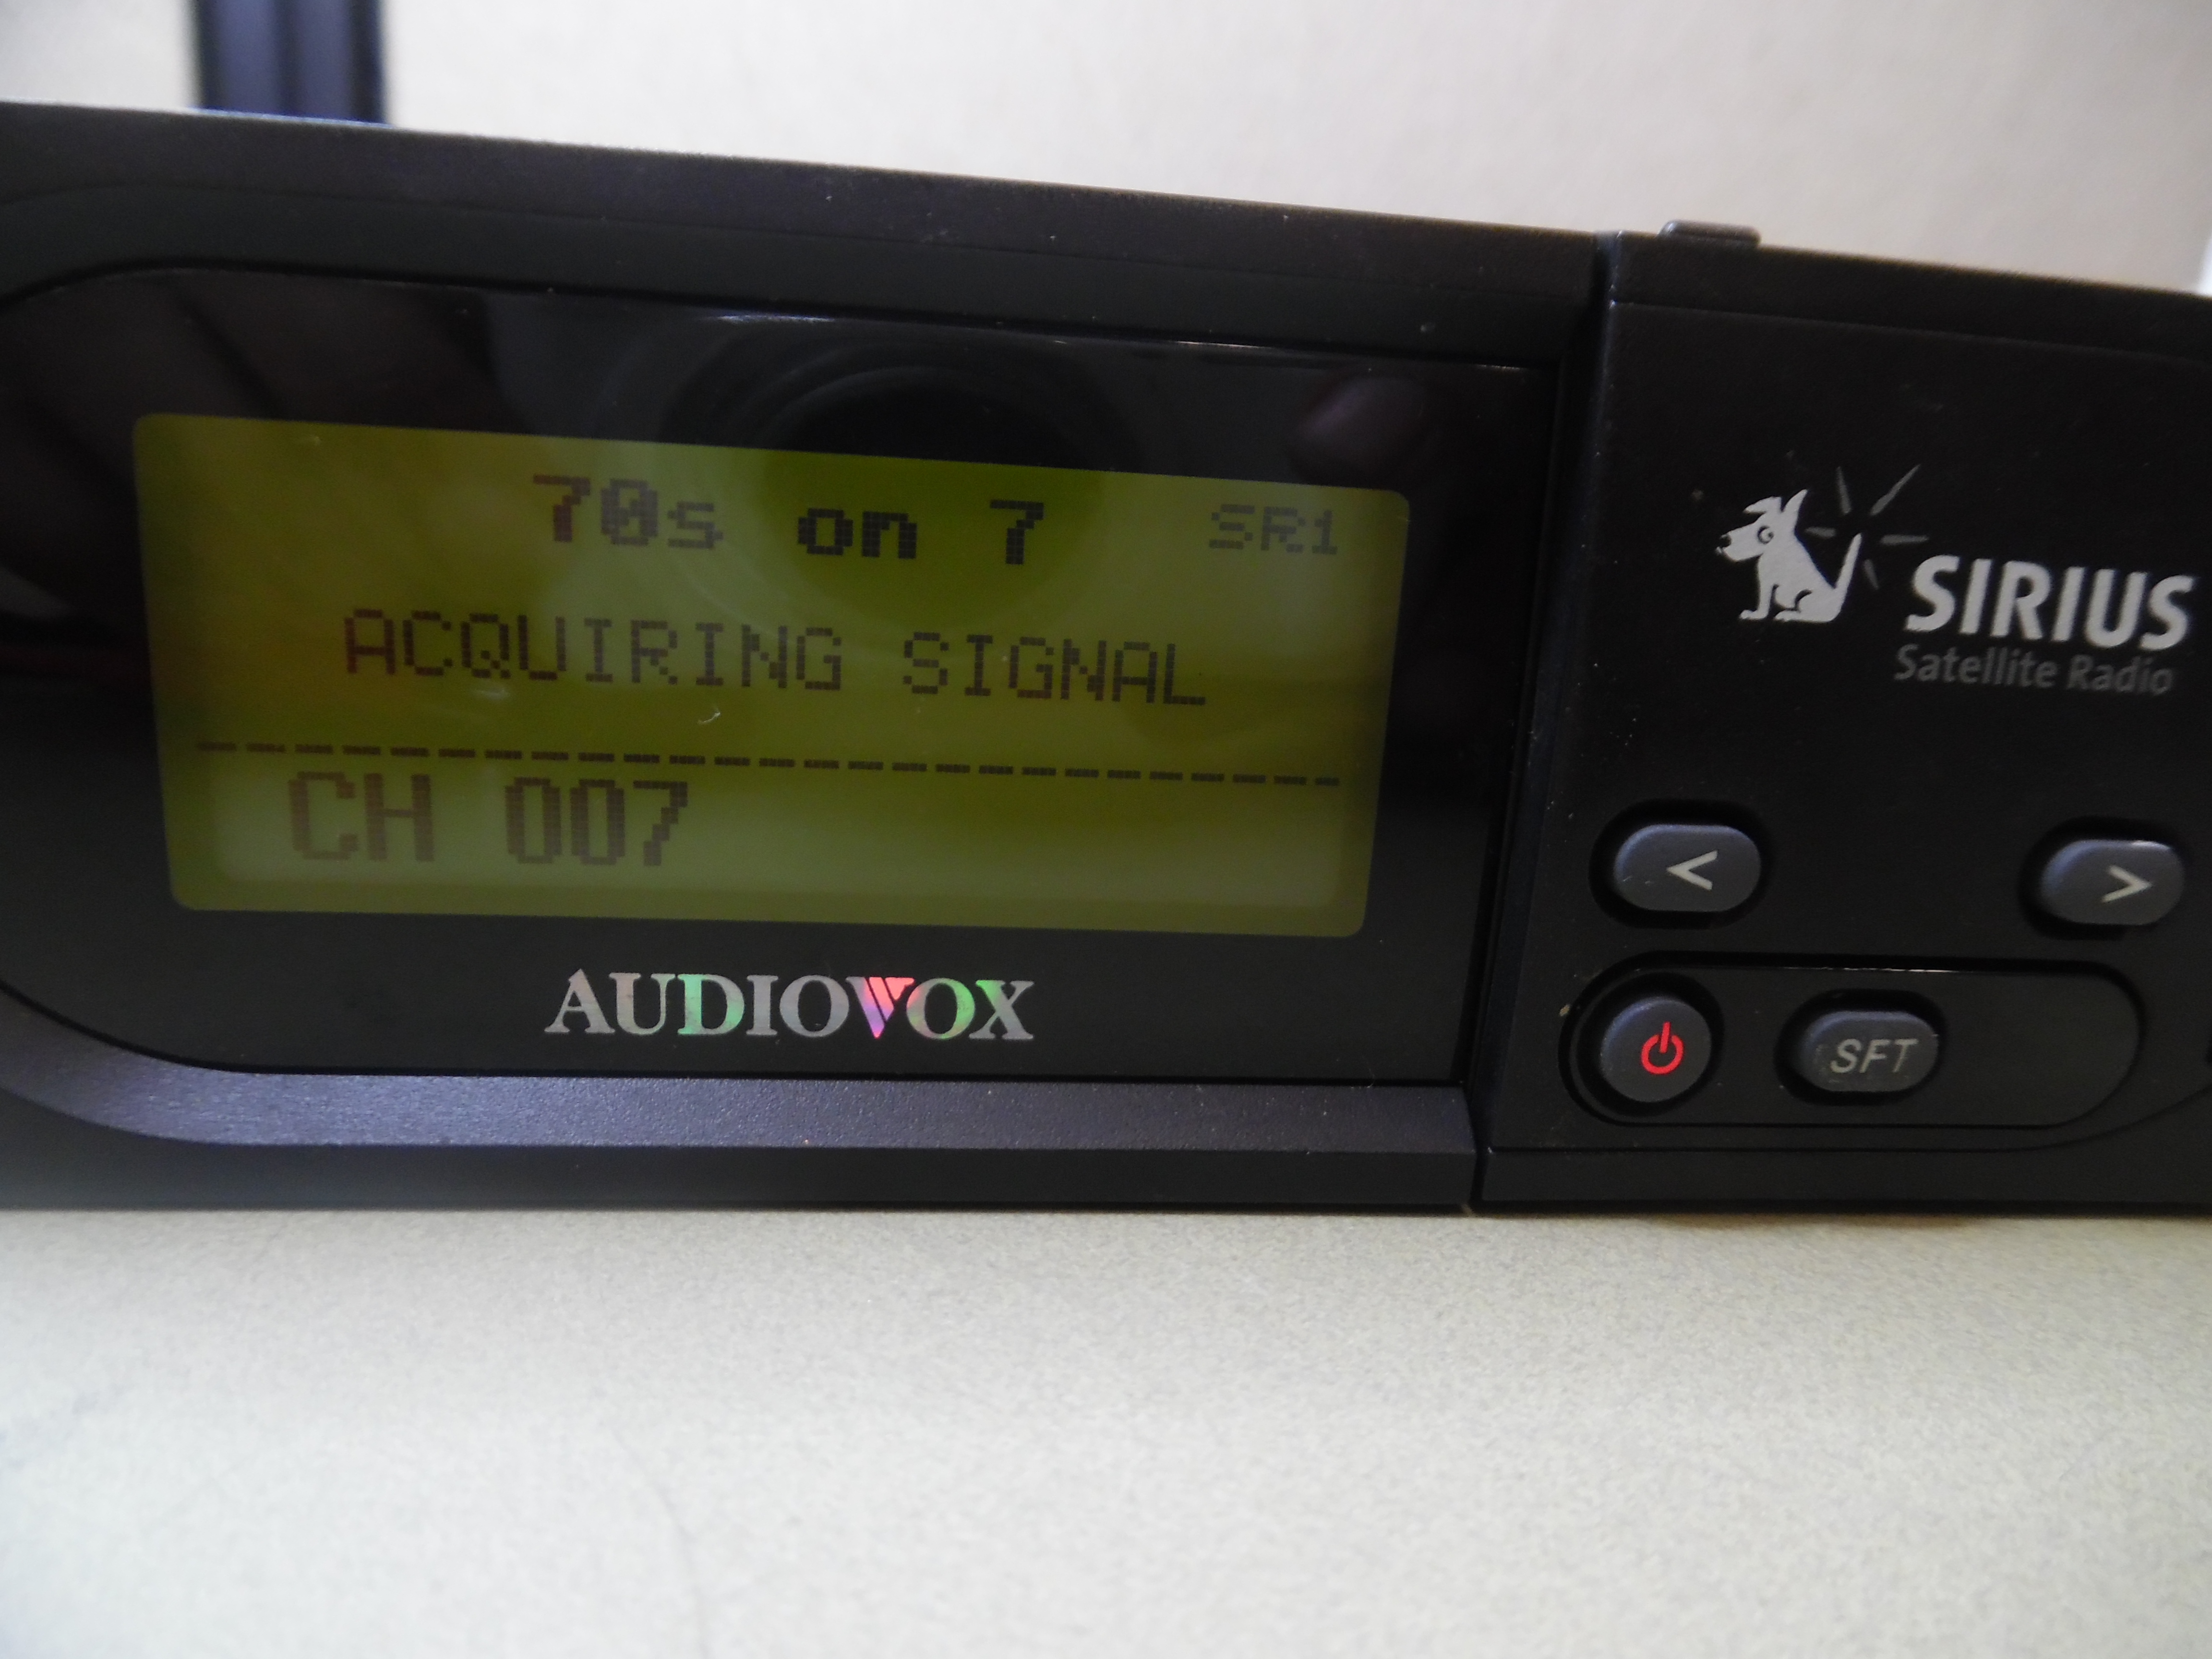 70s on 7 SR1
ACQUIRING SIGNAL
CH 007
AUDIOVOX
SIRIUS
Satellite Radio
< >
SFT